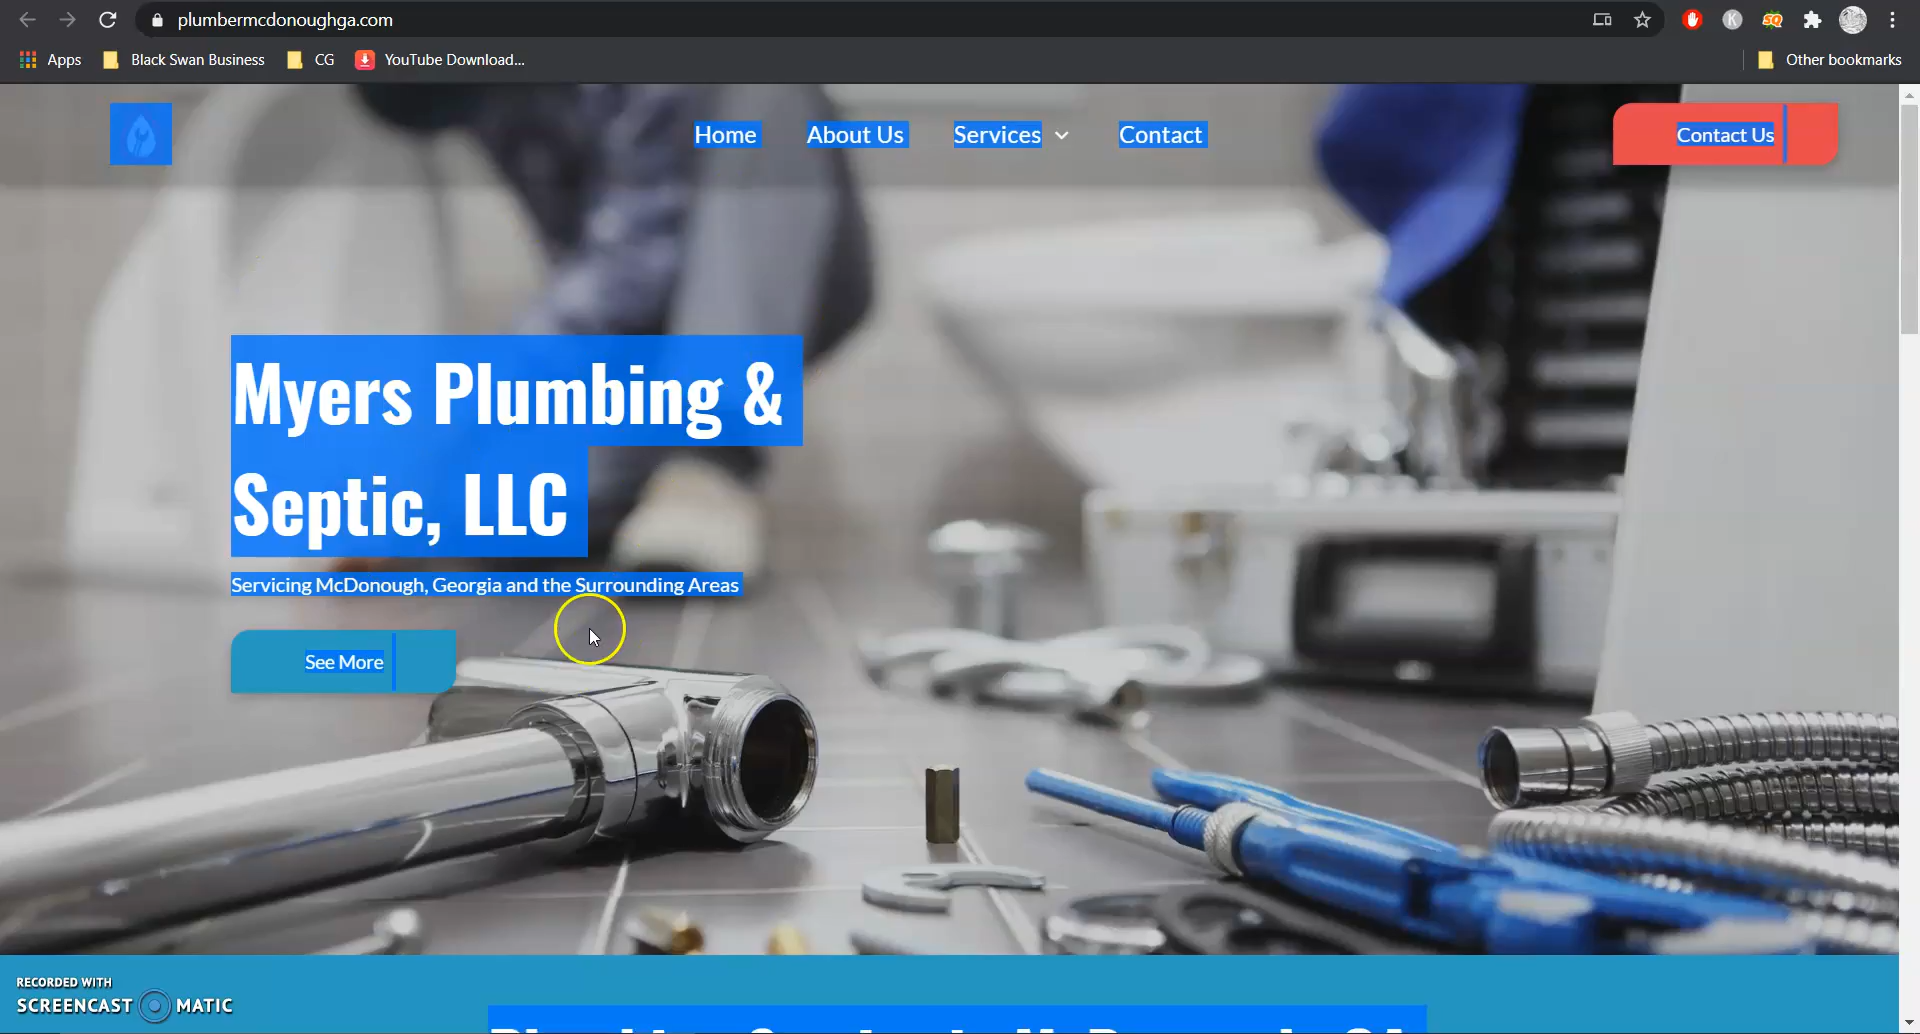 plumbermcdonoughga.com
Apps
Black Swan Business
CG
YouTube Download...
Other bookmarks
Home
About Us
Services
Contact
Contact Us
Myers Plumbing &
Septic, LLC
Servicing McDonough, Georgia and the Surrounding Areas
See More
RECORDED WITH
SCREENCAST MATIC